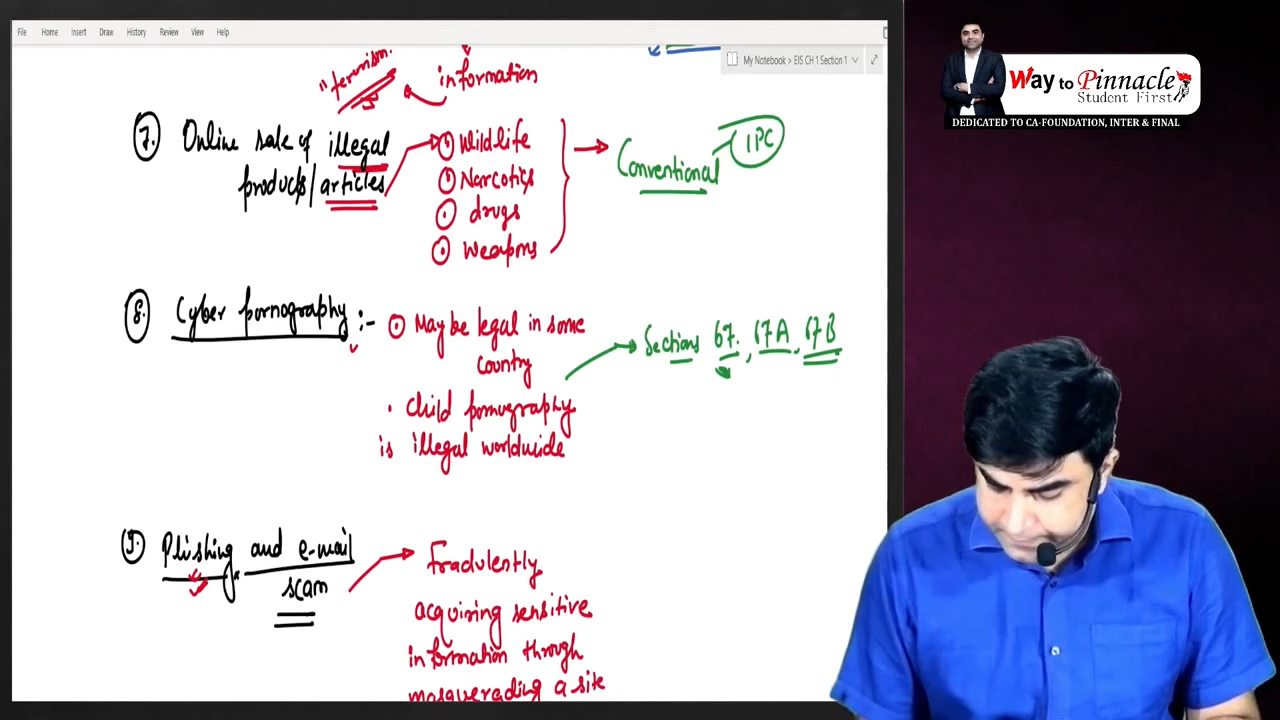 File Home Insert Draw History Review View Help
My Notebook > EIS CH 1 Section 1
Way to Pinnacle
Student First
DEDICATED TO CA-FOUNDATION, INTER & FINAL
"terrorism.
information
7. Online sale of illegal
products/articles
Wildlife
Narcotics
drugs
Weapons
Conventional
IPC
8. Cyber pornography :-
May be legal in some
country
Child pornography
is illegal worldwide
Sections 67, 67A, 67B
9. Phishing and e-mail
scam
Fradulently
acquiring sensitive
information through
masquerading a site